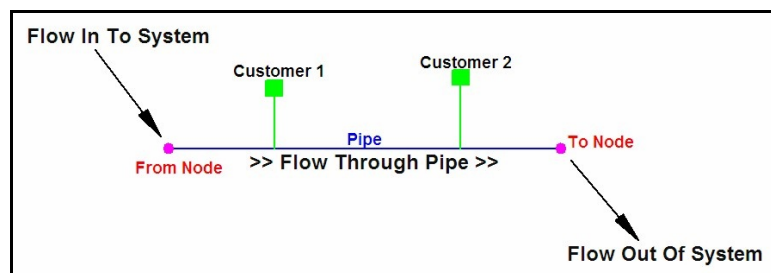 Flow In To System
Customer 1
Customer 2
Pipe
To Node
From Node
>> Flow Through Pipe >>
Flow Out Of System